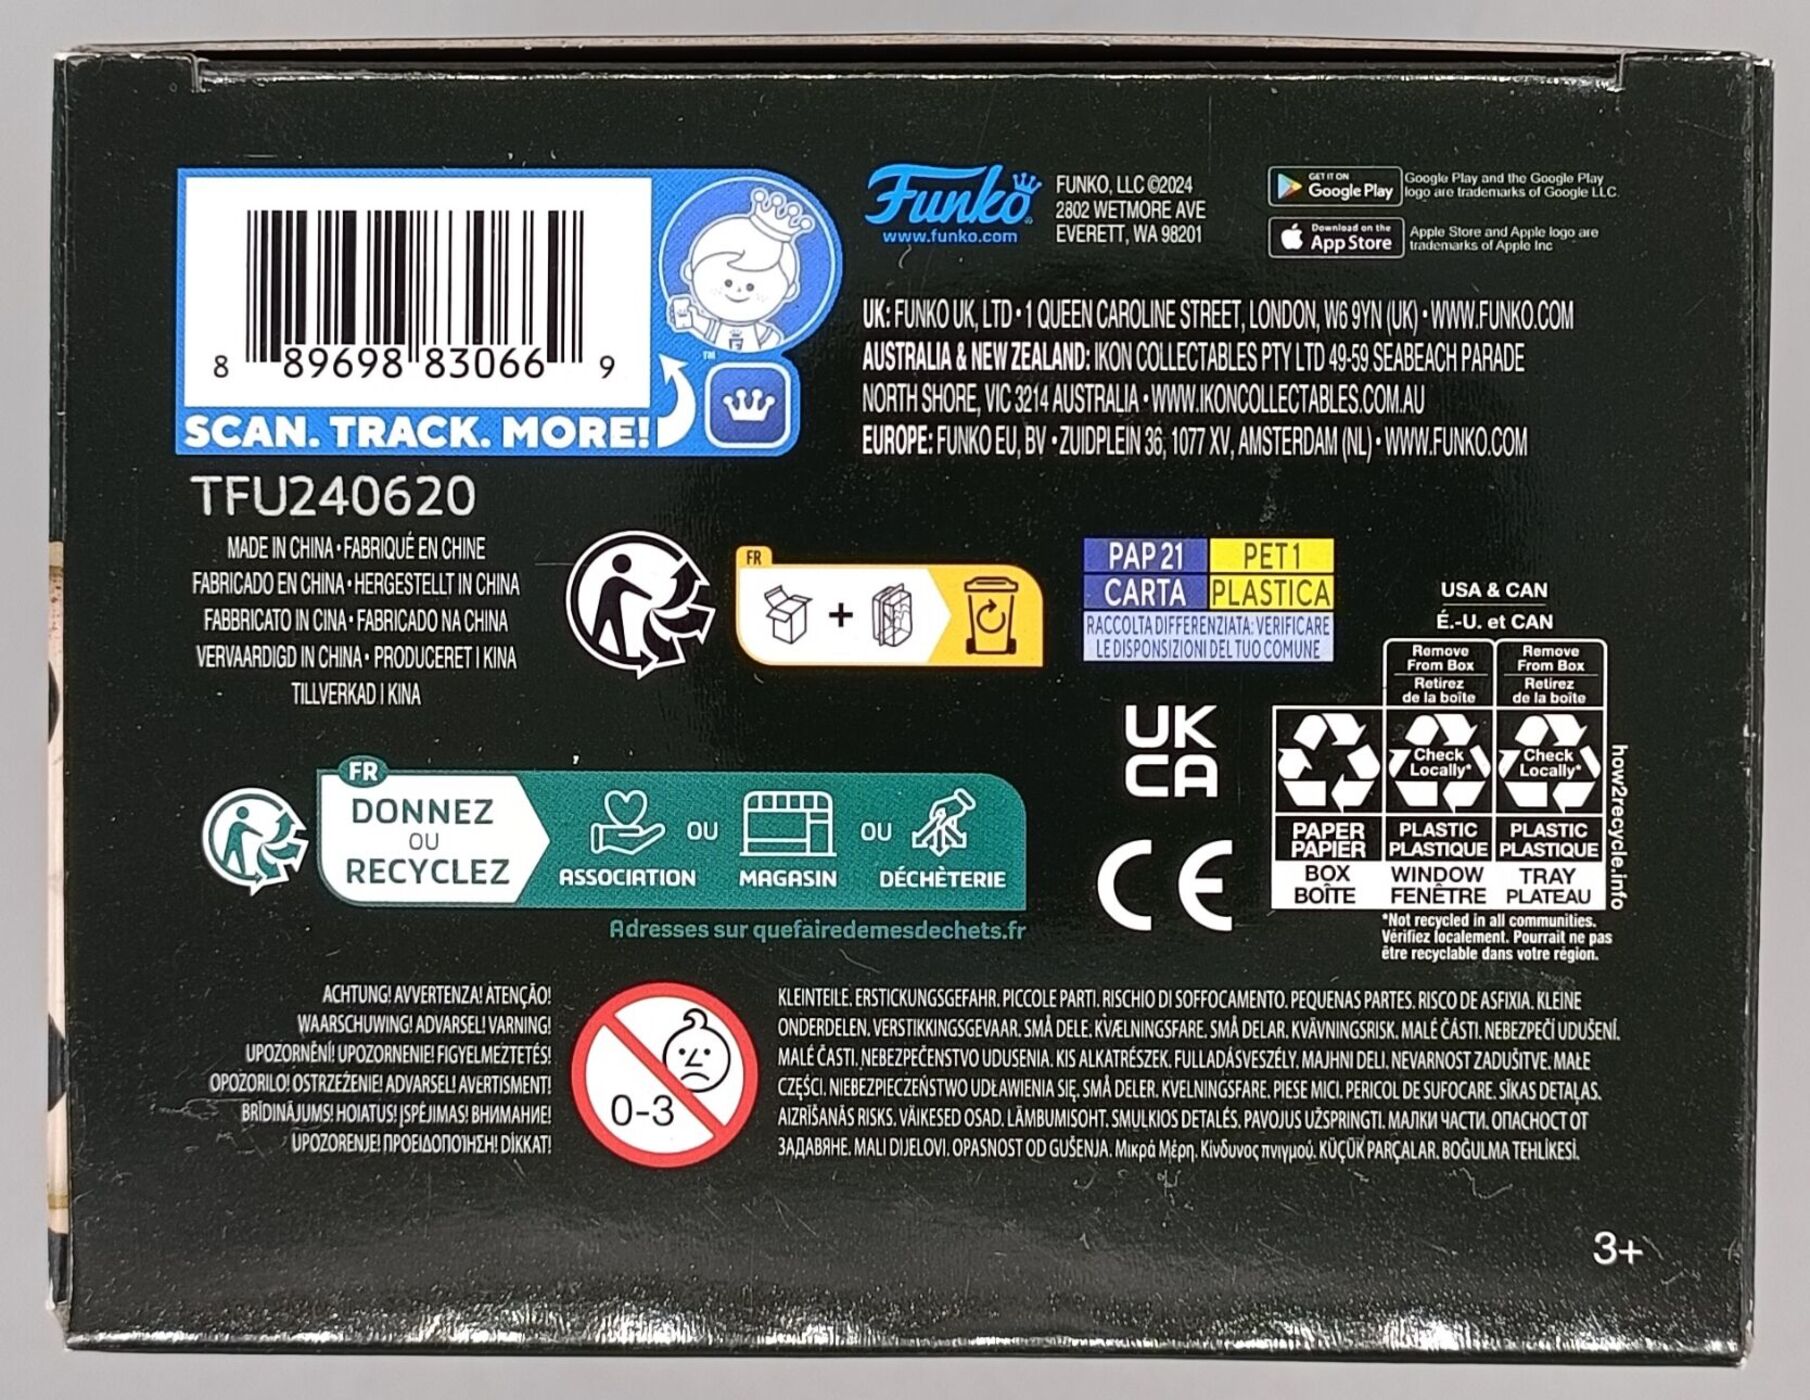 8 89698 83066 9
SCAN. TRACK. MORE!
™
Funko
www.funko.com
FUNKO, LLC ©2024
2802 WETMORE AVE
EVERETT, WA 98201
GET IT ON
Google Play
Google Play and the Google Play
logo are trademarks of Google LLC.
Download on the
App Store
Apple Store and Apple logo are
trademarks of Apple Inc
UK: FUNKO UK, LTD • 1 QUEEN CAROLINE STREET, LONDON, W6 9YN (UK) • WWW.FUNKO.COM
AUSTRALIA & NEW ZEALAND: IKON COLLECTABLES PTY LTD 49-59 SEABEACH PARADE
NORTH SHORE, VIC 3214 AUSTRALIA • WWW.IKONCOLLECTABLES.COM.AU
EUROPE: FUNKO EU, BV • ZUIDPLEIN 36, 1077 XV, AMSTERDAM (NL) • WWW.FUNKO.COM
TFU240620
MADE IN CHINA • FABRIQUÉ EN CHINE
FABRICADO EN CHINA • HERGESTELLT IN CHINA
FABBRICATO IN CINA • FABRICADO NA CHINA
VERVAARDIGD IN CHINA • PRODUCERET I KINA
TILLVERKAD I KINA
FR
+
PAP 21 PET 1
CARTA PLASTICA
RACCOLTA DIFFERENZIATA: VERIFICARE
LE DISPONSIZIONI DEL TUO COMUNE
USA & CAN
É.-U. et CAN
Remove
From Box
Retirez
de la boîte
Remove
From Box
Retirez
de la boîte
Check
Locally*
Check
Locally*
PAPER
PAPIER
PLASTIC
PLASTIQUE
PLASTIC
PLASTIQUE
BOX
BOÎTE
WINDOW
FENÊTRE
TRAY
PLATEAU
how2recycle.info
*Not recycled in all communities.
Vérifiez localement. Pourrait ne pas
être recyclable dans votre région.
UK
CA
CE
FR
DONNEZ
OU
RECYCLEZ
ASSOCIATION
OU
MAGASIN
OU
DÉCHÈTERIE
Adresses sur quefairedemesdechets.fr
ACHTUNG! AVVERTENZA! ATENÇÃO!
WAARSCHUWING! ADVARSEL! VARNING!
UPOZORNĚNÍ! UPOZORNENIE! FIGYELMEZTETÉS!
OPOZORILO! OSTRZEŻENIE! ADVARSEL! AVERTISMENT!
BRĪDINĀJUMS! HOIATUS! ĮSPĖJIMAS! ВНИМАНИЕ!
UPOZORENJE! ΠΡΟΕΙΔΟΠΟΊΗΣΗ! DİKKAT!
0-3
KLEINTEILE. ERSTICKUNGSGEFAHR. PICCOLE PARTI. RISCHIO DI SOFFOCAMENTO. PEQUENAS PARTES. RISCO DE ASFIXIA. KLEINE
ONDERDELEN. VERSTIKKINGSGEVAAR. SMÅ DELE. KVÆLNINGSFARE. SMÅ DELAR. KVÄVNINGSRISK. MALÉ ČÁSTI. NEBEZPEČÍ UDUŠENÍ.
MALÉ ČASTI. NEBEZPEČENSTVO UDUSENIA. KIS ALKATRÉSZEK. FULLADÁSVESZÉLY. MAJHNI DELI. NEVARNOST ZADUŠITVE. MAŁE
CZĘŚCI. NIEBEZPIECZEŃSTWO UDŁAWIENIA SIĘ. SMÅ DELER. KVELNINGSFARE. PIESE MICI. PERICOL DE SUFOCARE. SĪKAS DETAĻAS.
AIZRĪŠANĀS RISKS. VÄIKESED OSAD. LÄMBUMISOHT. SMULKIOS DETALĖS. PAVOJUS UŽSPRINGTI. МАЛКИ ЧАСТИ. ОПАСНОСТ ОТ
ЗАДАВЯНЕ. MALI DIJELOVI. OPASNOST OD GUŠENJA. Μικρά Μέρη. Κίνδυνος πνιγμού. KÜÇÜK PARÇALAR. BOĞULMA TEHLİKESİ.
3+